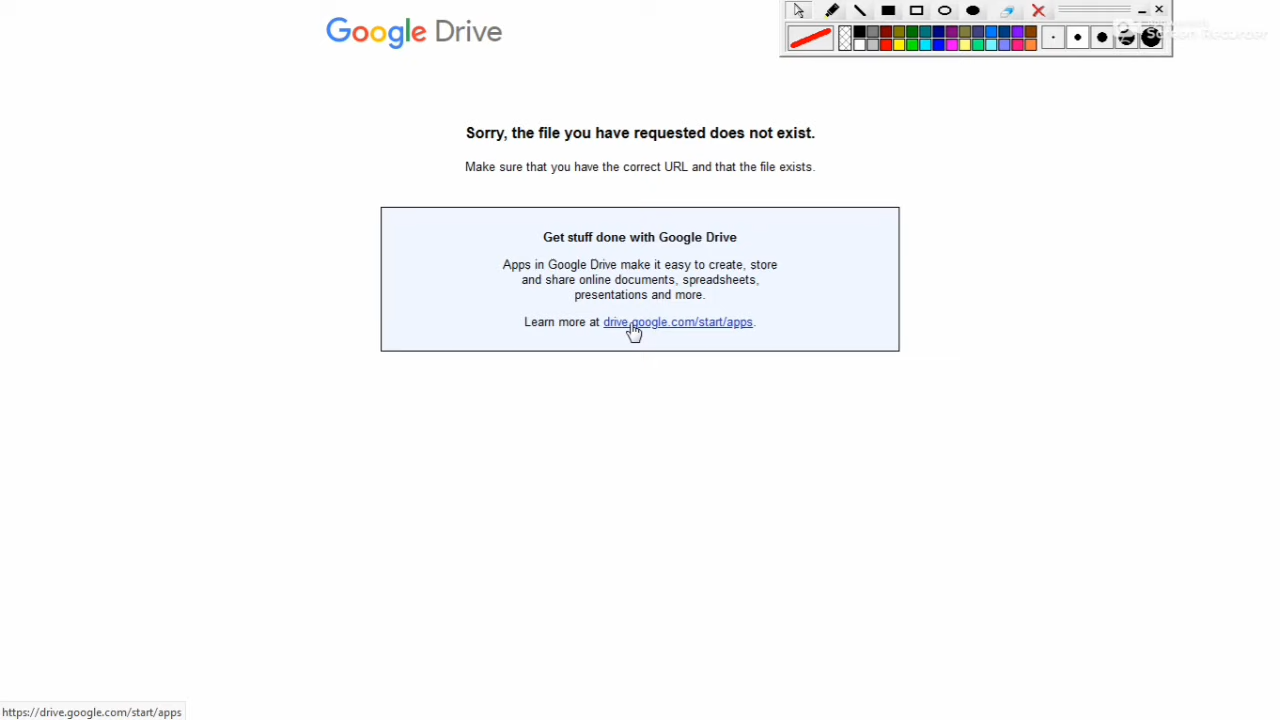 Google Drive
Sorry, the file you have requested does not exist.
Make sure that you have the correct URL and that the file exists.
Get stuff done with Google Drive
Apps in Google Drive make it easy to create, store
and share online documents, spreadsheets,
presentations and more.
Learn more at drive.google.com/start/apps.
Screen Recorder
https://drive.google.com/start/apps